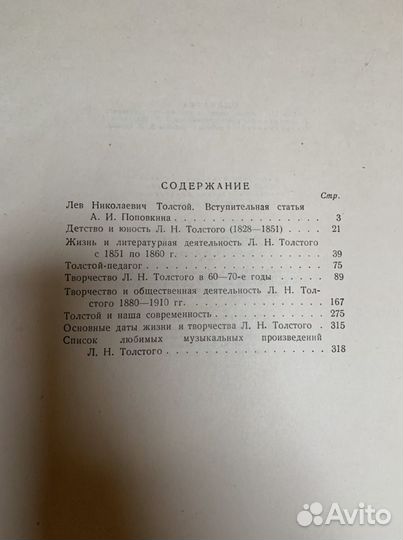 СОДЕРЖАНИЕ
Стр.
Лев Николаевич Толстой. Вступительная статья
А. И. Поповкина . . . . . . . . . . . . . 3
Детство и юность Л. Н. Толстого (1828—1851) . . 21
Жизнь и литературная деятельность Л. Н. Толстого
с 1851 по 1860 г. . . . . . . . . . . . . 39
Толстой-педагог . . . . . . . . . . . . . 75
Творчество Л. Н. Толстого в 60—70-е годы . . . 89
Творчество и общественная деятельность Л. Н. Тол-
стого 1880—1910 гг. . . . . . . . . . . . 167
Толстой и наша современность . . . . . . . . 275
Основные даты жизни и творчества Л. Н. Толстого . 315
Список любимых музыкальных произведений
Л. Н. Толстого . . . . . . . . . . . . . 318
Avito